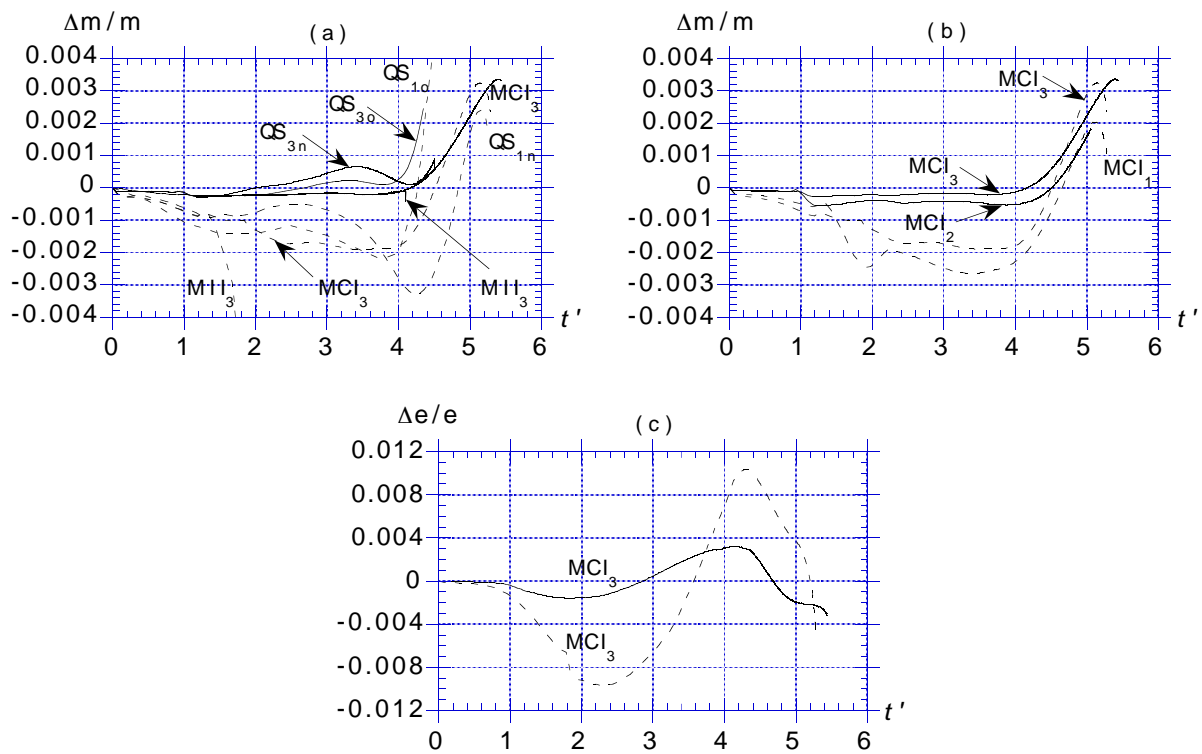 Δm/m (a)
0.004
0.003
0.002
0.001
0
-0.001
-0.002
-0.003
-0.004
QS1o
QS3o
QS3n
MCI3
QS1n
MII3
MCI3
MII3
0 1 2 3 4 5 6 t'
Δm/m (b)
0.004
0.003
0.002
0.001
0
-0.001
-0.002
-0.003
-0.004
MCI3
MCI3
MCI1
MCI2
0 1 2 3 4 5 6 t'
Δe/e (c)
0.012
0.008
0.004
0
-0.004
-0.008
-0.012
MCI3
MCI3
0 1 2 3 4 5 6 t'